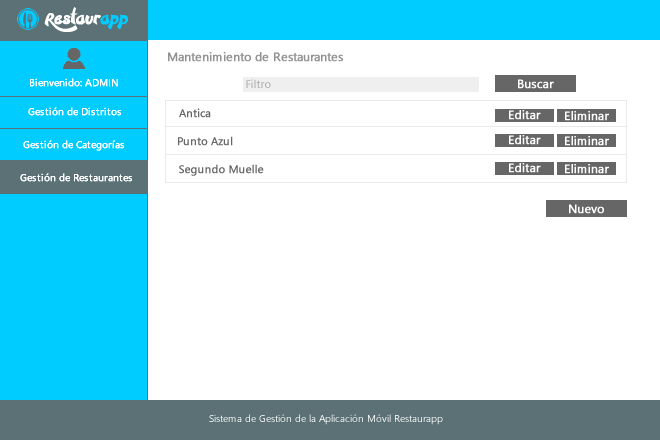 Restaurapp
Bienvenido: ADMIN
Gestión de Distritos
Gestión de Categorías
Gestión de Restaurantes
Mantenimiento de Restaurantes
Filtro Buscar
Antica Editar Eliminar
Punto Azul Editar Eliminar
Segundo Muelle Editar Eliminar
Nuevo
Sistema de Gestión de la Aplicación Móvil Restaurapp